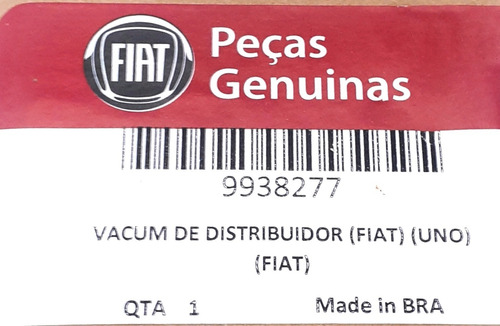 FIAT
Peças
Genuinas
9938277
VACUM DE DISTRIBUIDOR (FIAT) (UNO)
(FIAT)
QTA 1 Made in BRA